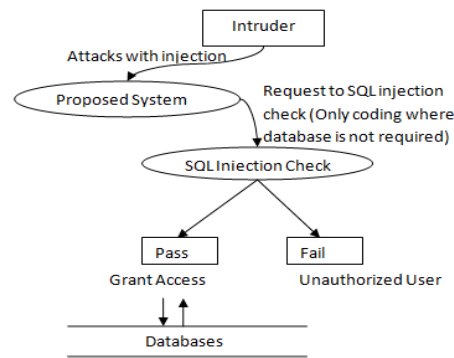 Intruder
Attacks with injection
Proposed System
Request to SQL injection
check (Only coding where
database is not required)
SQL Injection Check
Pass
Fail
Grant Access
Unauthorized User
Databases